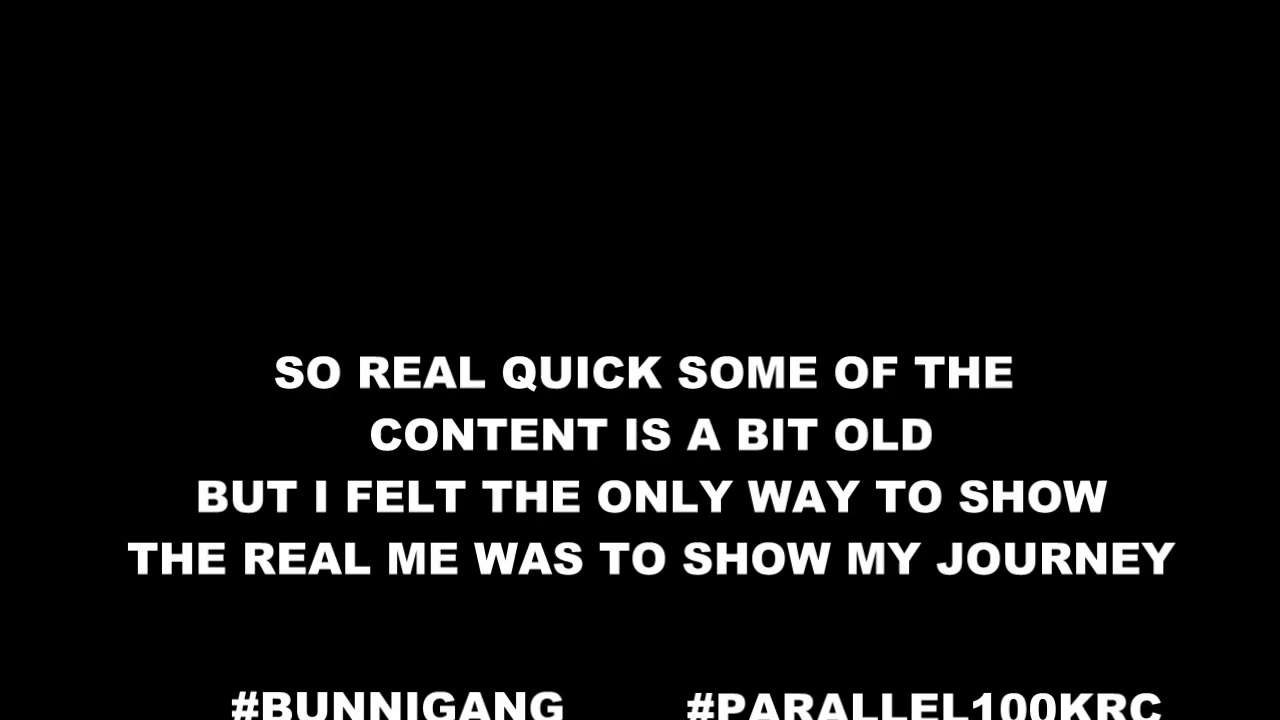 SO REAL QUICK SOME OF THE
CONTENT IS A BIT OLD
BUT I FELT THE ONLY WAY TO SHOW
THE REAL ME WAS TO SHOW MY JOURNEY
#BUNNIGANG #PARALLEL100KRC